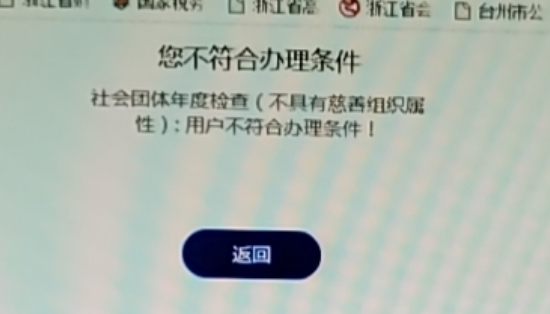 浙江省财
国家税务
浙江省惠
浙江省会
台州市公
您不符合办理条件
社会团体年度检查（不具有慈善组织属
性）：用户不符合办理条件！
返回